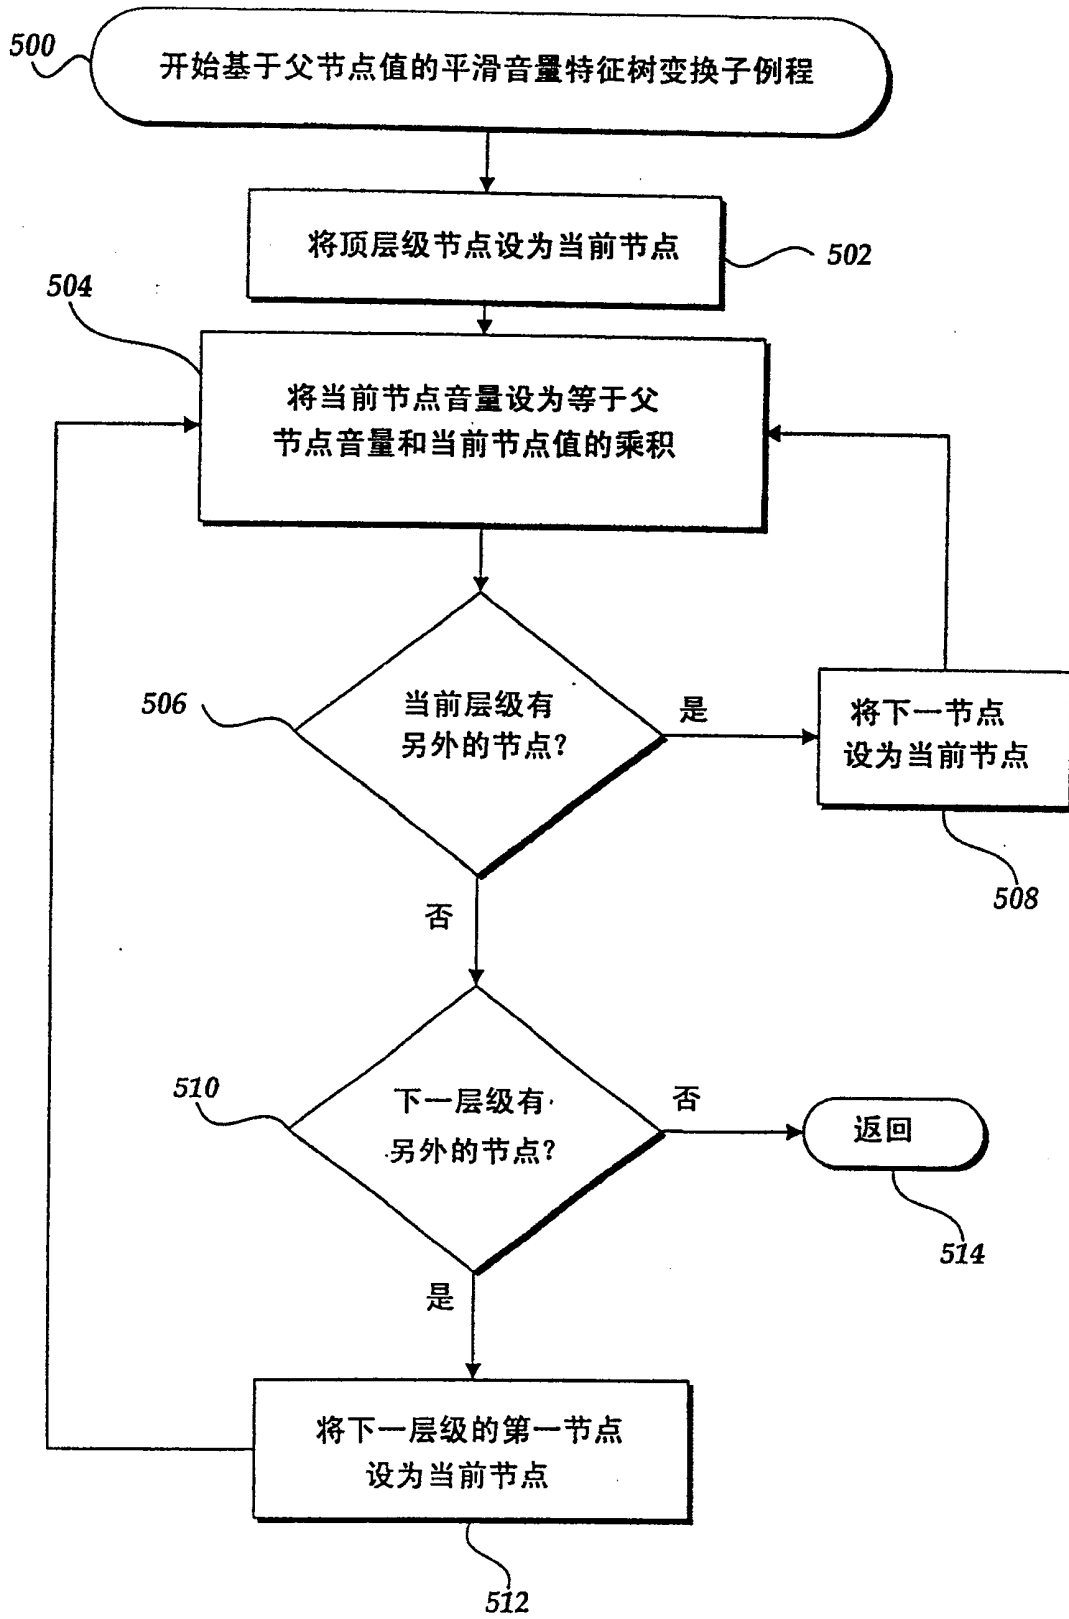 500
开始基于父节点值的平滑音量特征树变换子例程
将顶层级节点设为当前节点
502
504
将当前节点音量设为等于父
节点音量和当前节点值的乘积
506
当前层级有
另外的节点?
是
将下一节点
设为当前节点
508
否
510
下一层级有
另外的节点?
否
返回
514
是
将下一层级的第一节点
设为当前节点
512